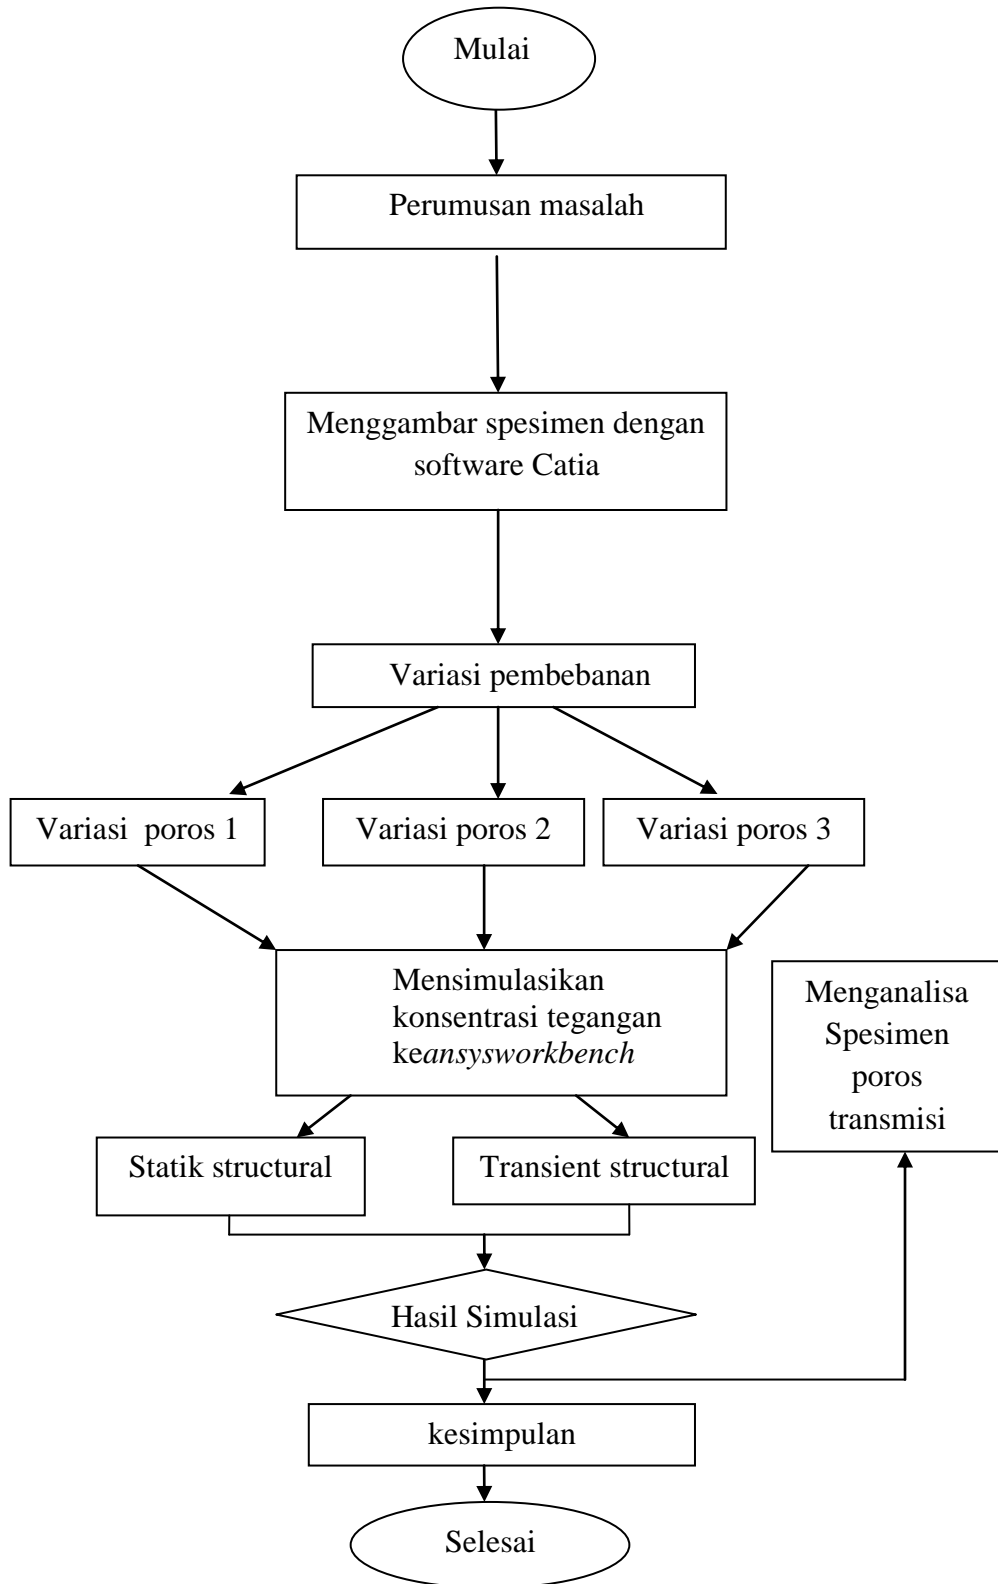 Mulai
Perumusan masalah
Menggambar spesimen dengan
software Catia
Variasi pembebanan
Variasi  poros 1
Variasi poros 2
Variasi poros 3
Mensimulasikan
konsentrasi tegangan
keansysworkbench
Menganalisa
Spesimen
poros
transmisi
Statik structural
Transient structural
Hasil Simulasi
kesimpulan
Selesai